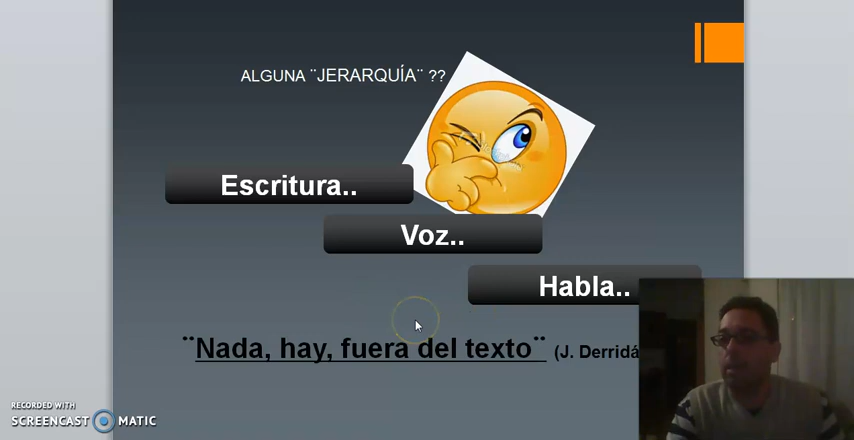 ALGUNA ¨JERARQUÍA¨ ??
Escritura..
Voz..
Habla..
¨Nada, hay, fuera del texto¨ (J. Derridá
RECORDED WITH
SCREENCAST MATIC